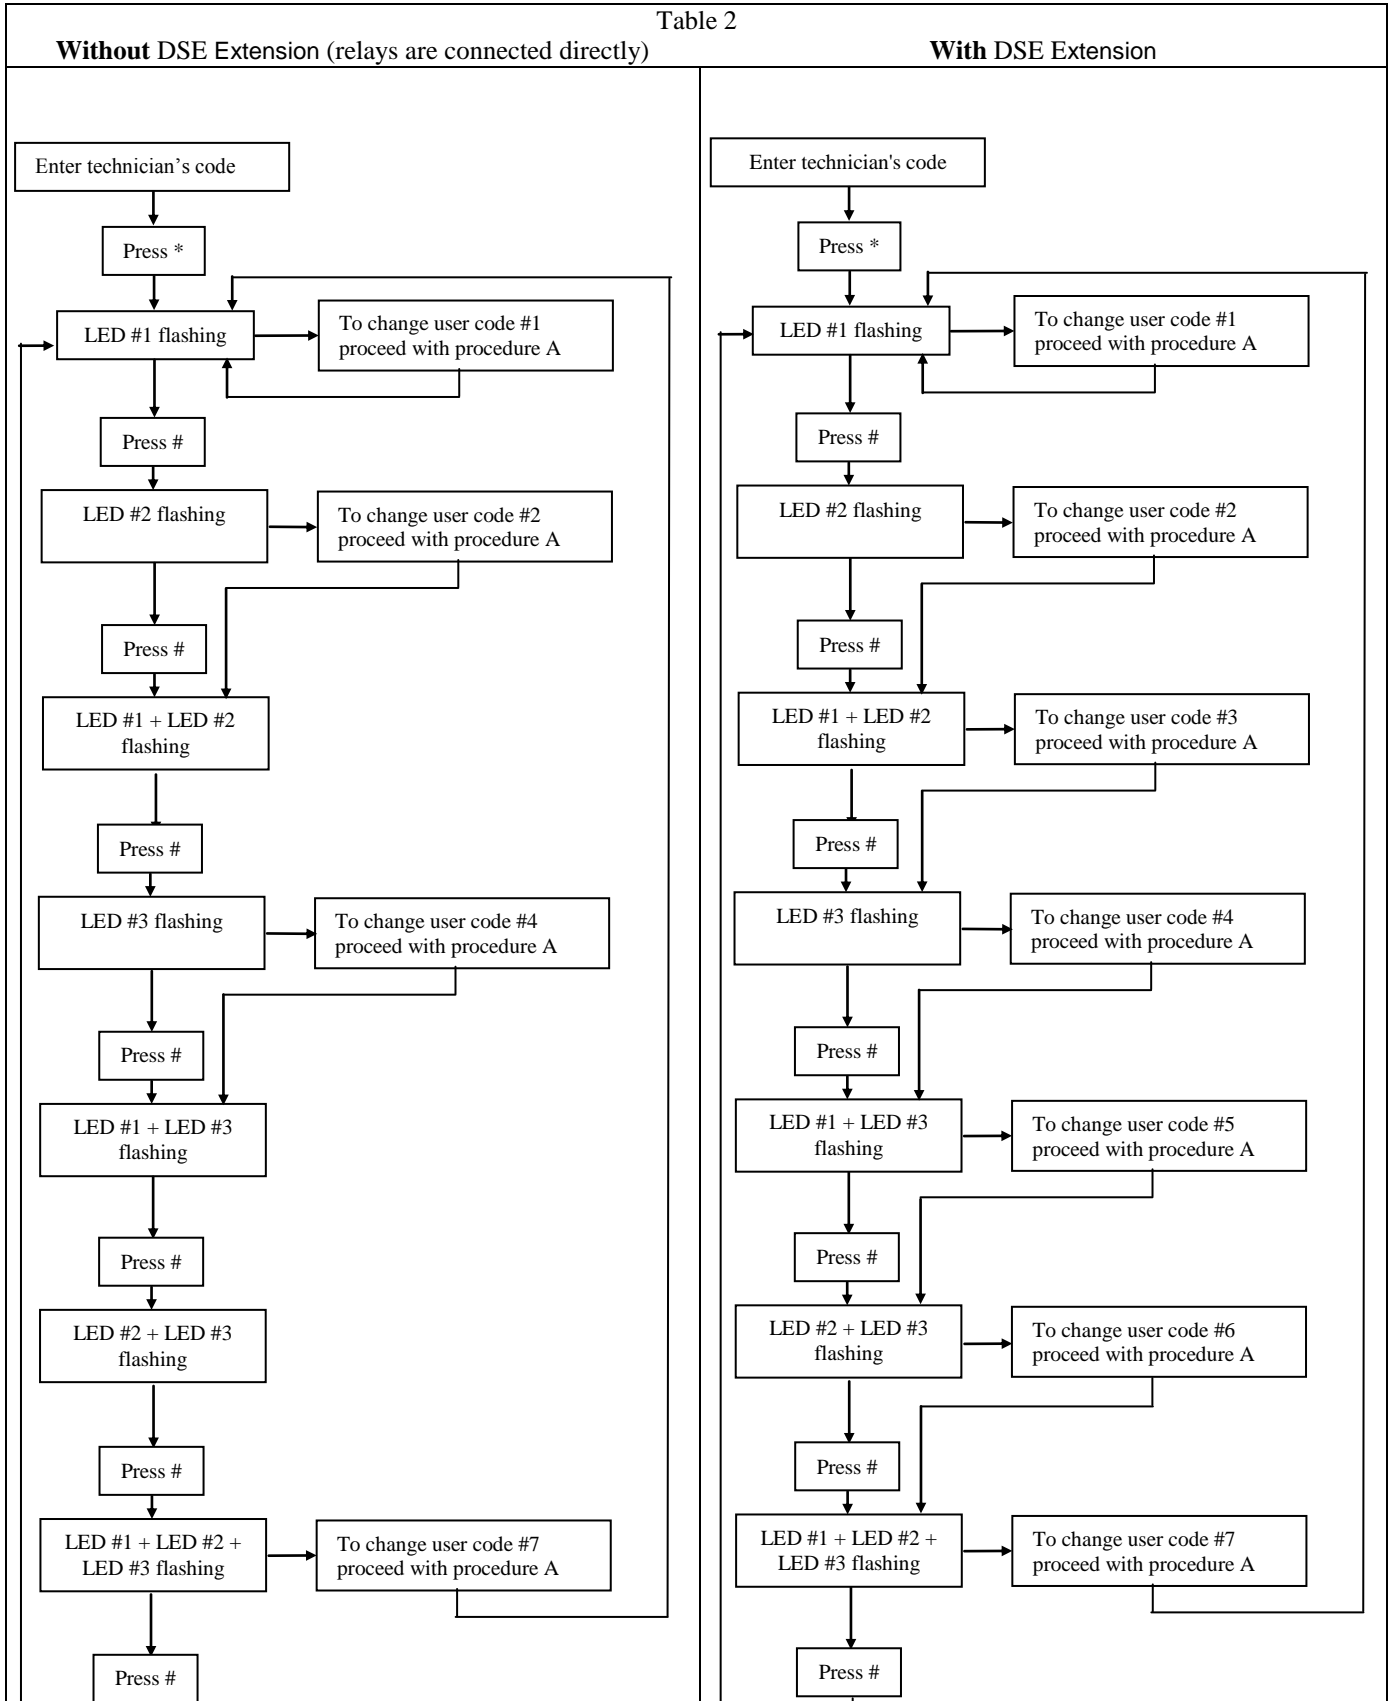 Table 2
Without DSE Extension (relays are connected directly)
Enter technician’s code
Press *
LED #1 flashing
To change user code #1
proceed with procedure A
Press #
LED #2 flashing
To change user code #2
proceed with procedure A
Press #
LED #1 + LED #2
flashing
Press #
LED #3 flashing
To change user code #4
proceed with procedure A
Press #
LED #1 + LED #3
flashing
Press #
LED #2 + LED #3
flashing
Press #
LED #1 + LED #2 +
LED #3 flashing
To change user code #7
proceed with procedure A
Press #
With DSE Extension
Enter technician's code
Press *
LED #1 flashing
To change user code #1
proceed with procedure A
Press #
LED #2 flashing
To change user code #2
proceed with procedure A
Press #
LED #1 + LED #2
flashing
To change user code #3
proceed with procedure A
Press #
LED #3 flashing
To change user code #4
proceed with procedure A
Press #
LED #1 + LED #3
flashing
To change user code #5
proceed with procedure A
Press #
LED #2 + LED #3
flashing
To change user code #6
proceed with procedure A
Press #
LED #1 + LED #2 +
LED #3 flashing
To change user code #7
proceed with procedure A
Press #